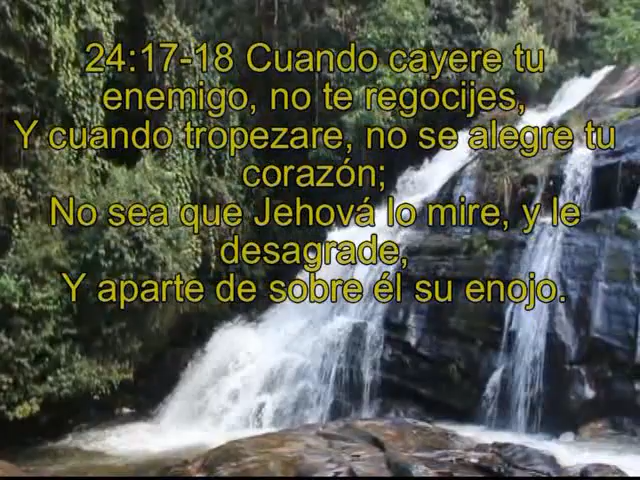 24:17-18 Cuando cayere tu
enemigo, no te regocijes,
Y cuando tropezare, no se alegre tu
corazón;
No sea que Jehová lo mire, y le
desagrade,
Y aparte de sobre él su enojo.